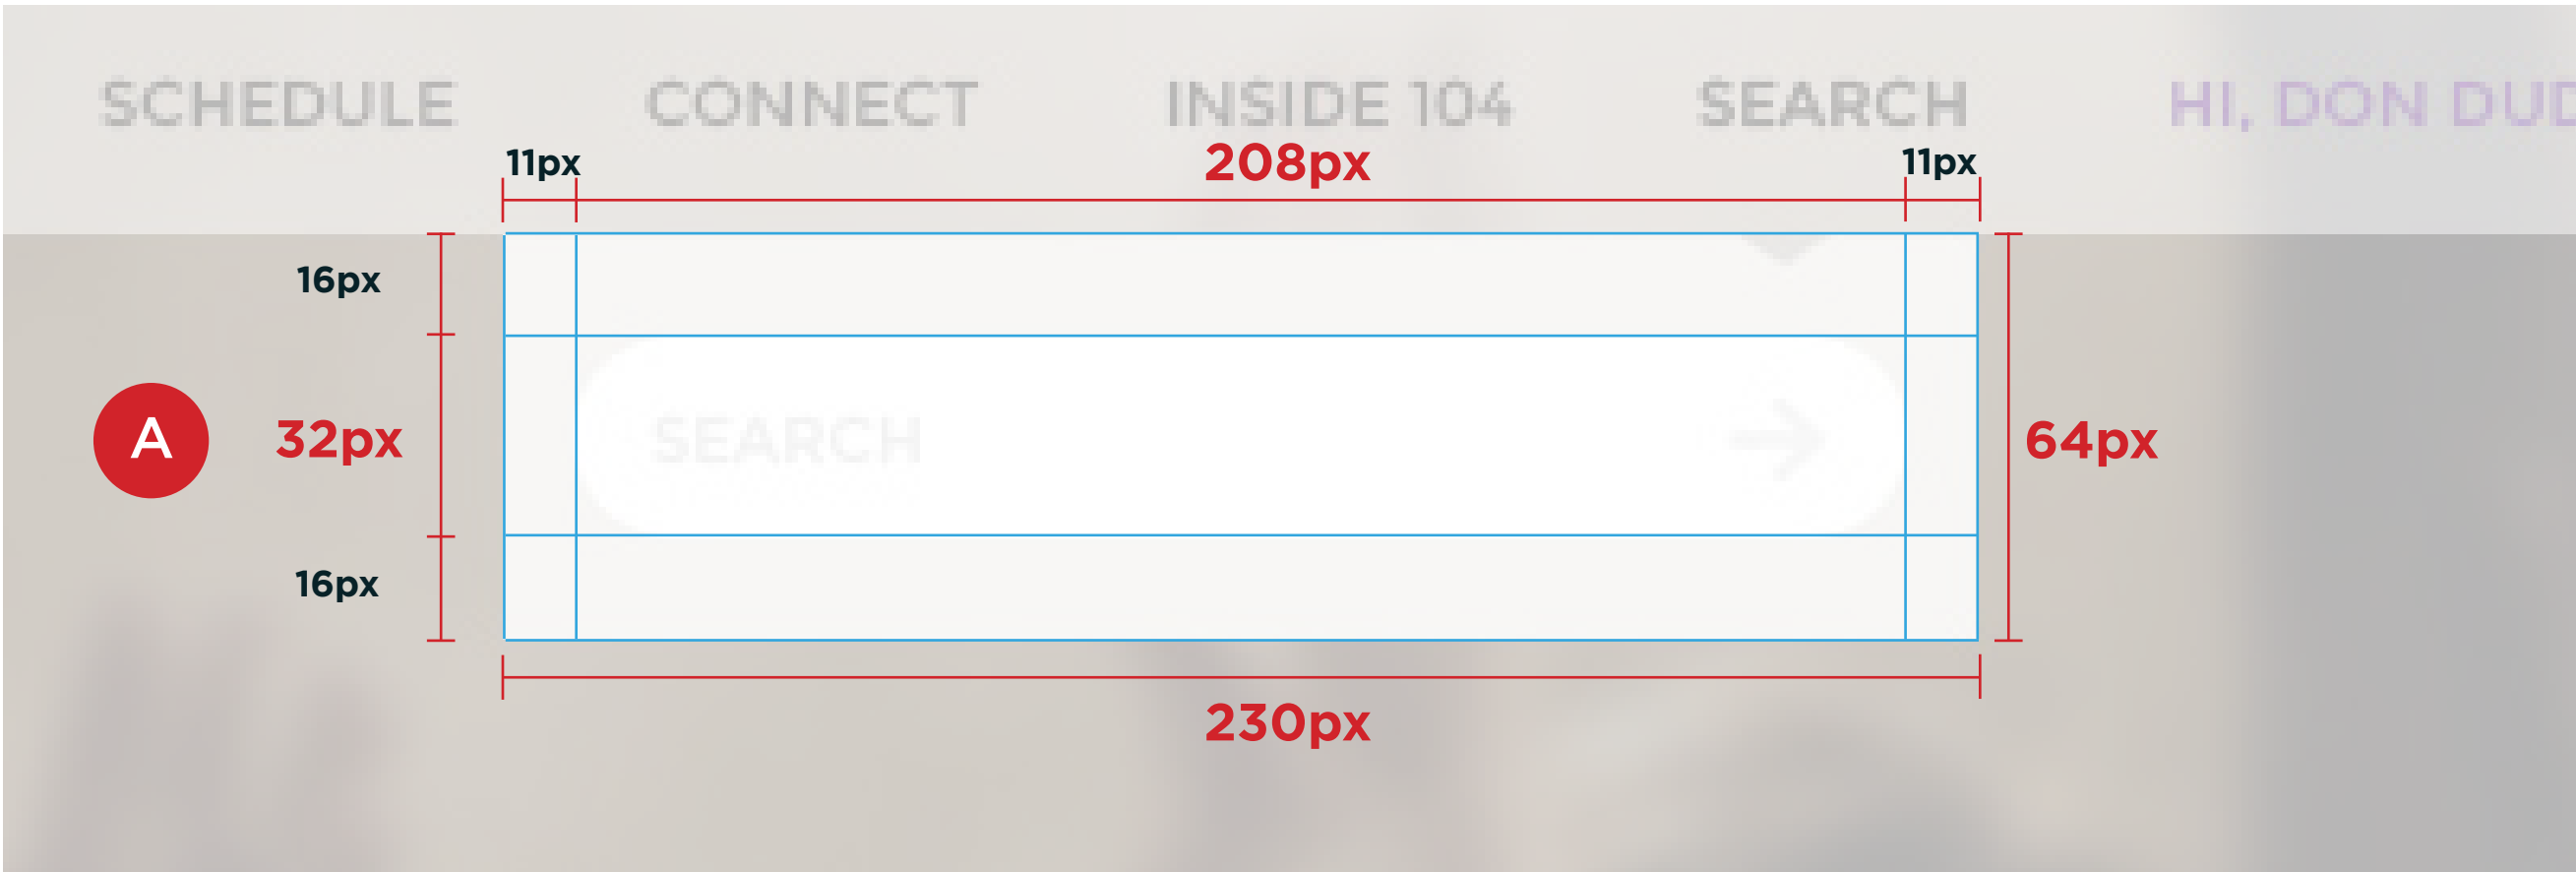 SCHEDULE CONNECT INSIDE 104 SEARCH HI, DON DUD
11px 208px 11px
16px
A 32px SEARCH 64px
16px
230px